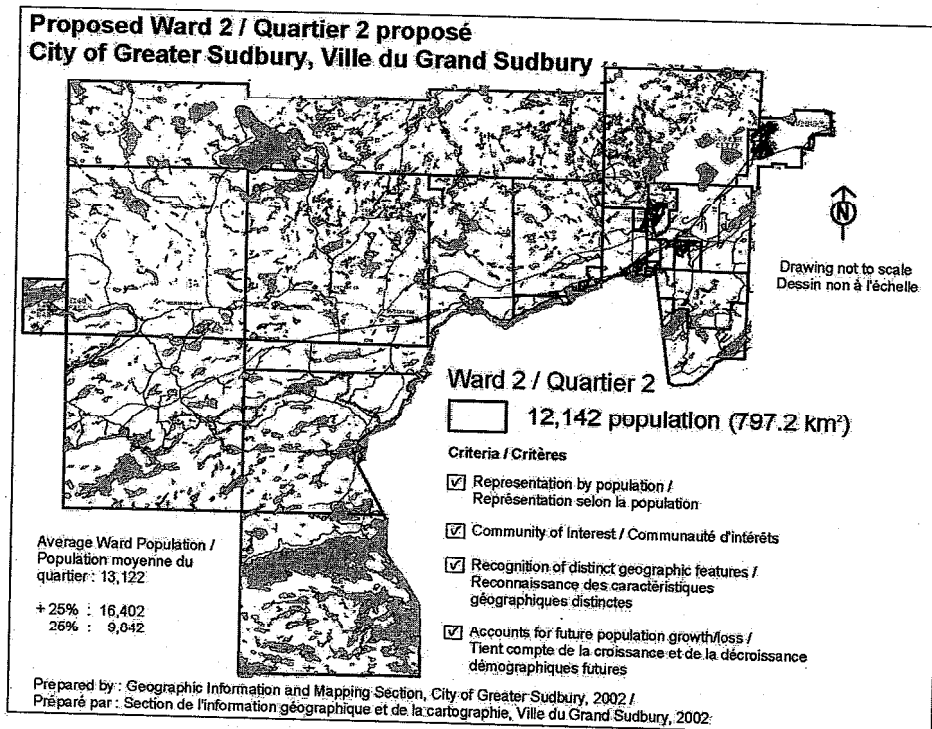 Proposed Ward 2 / Quartier 2 proposé
City of Greater Sudbury, Ville du Grand Sudbury
N
Drawing not to scale
Dessin non à l'échelle
Ward 2 / Quartier 2
12,142 population (797.2 km²)
Criteria / Critères
Representation by population /
Représentation selon la population
Community of Interest / Communauté d'intérêts
Recognition of distinct geographic features /
Reconnaissance des caractéristiques
géographiques distinctes
Accounts for future population growth/loss /
Tient compte de la croissance et de la décroissance
démographiques futures
Average Ward Population /
Population moyenne du
quartier : 13,122
+ 25% : 16,402
25% : 9,042
Prepared by : Geographic Information and Mapping Section, City of Greater Sudbury, 2002 /
Préparé par : Section de l'information géographique et de la cartographie, Ville du Grand Sudbury, 2002